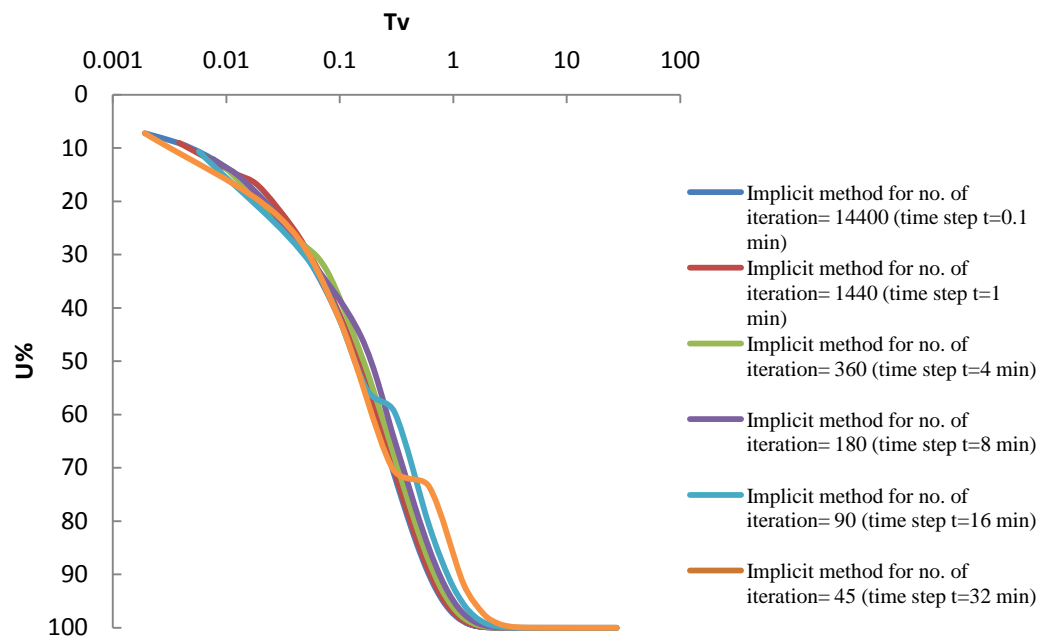 Tv
0.001 0.01 0.1 1 10 100
0
10
20
30
40
50
60
70
80
90
100
U%
Implicit method for no. of
iteration= 14400 (time step t=0.1
min)
Implicit method for no. of
iteration= 1440 (time step t=1
min)
Implicit method for no. of
iteration= 360 (time step t=4 min)
Implicit method for no. of
iteration= 180 (time step t=8 min)
Implicit method for no. of
iteration= 90 (time step t=16 min)
Implicit method for no. of
iteration= 45 (time step t=32 min)